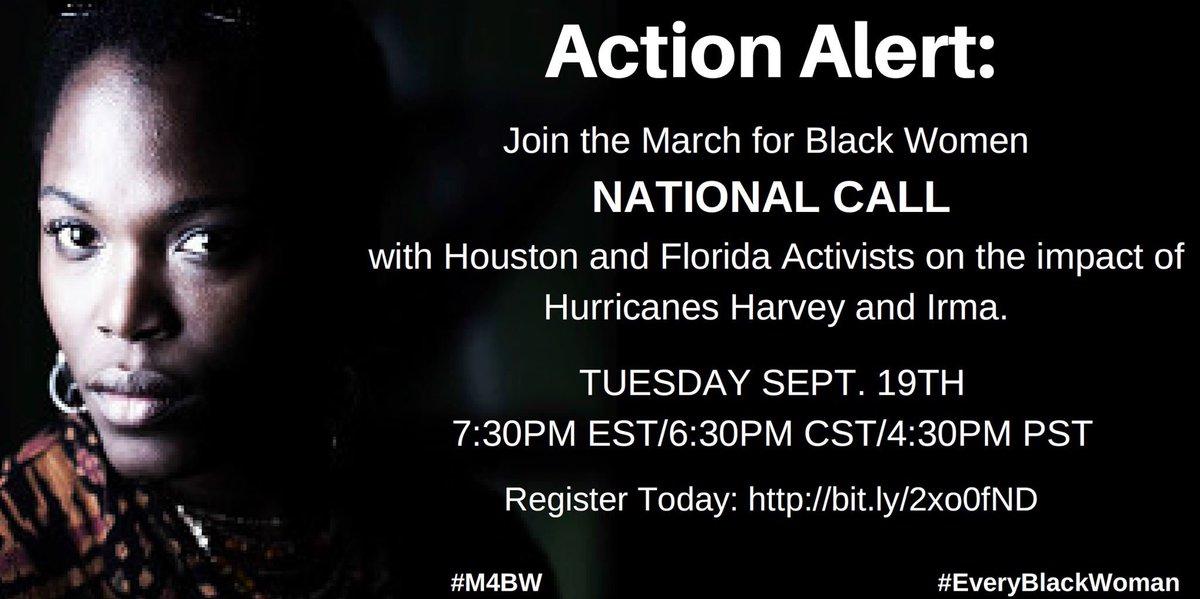 Action Alert:
Join the March for Black Women
NATIONAL CALL
with Houston and Florida Activists on the impact of
Hurricanes Harvey and Irma.
TUESDAY SEPT. 19TH
7:30PM EST/6:30PM CST/4:30PM PST
Register Today: http://bit.ly/2xo0fND
#M4BW
#EveryBlackWoman